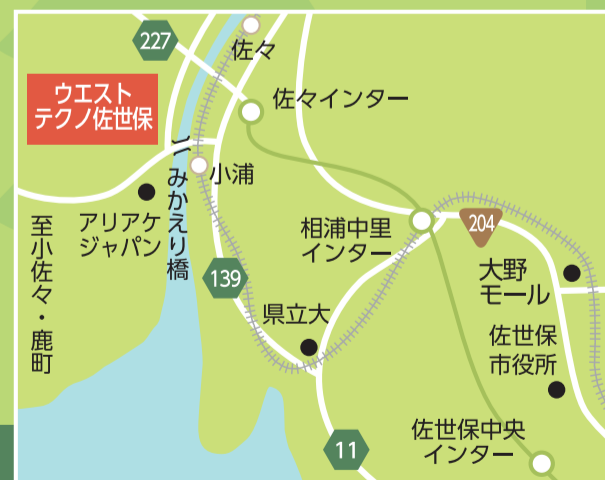 227
佐々
ウエスト
テクノ佐世保
佐々インター
小浦
みかえり橋
アリアケ
ジャパン
至小佐々・鹿町
相浦中里
インター
204
139
大野
モール
県立大
佐世保
市役所
佐世保中央
インター
11